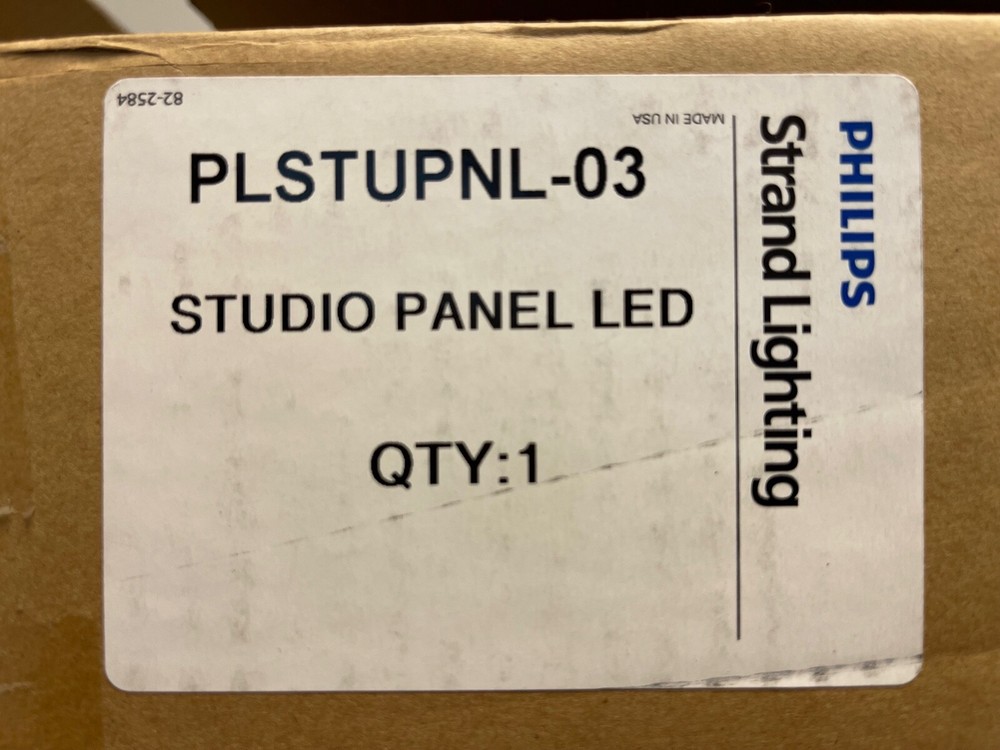 82-2584
MADE IN USA
PLSTUPNL-03
STUDIO PANEL LED
QTY:1
PHILIPS
Strand Lighting